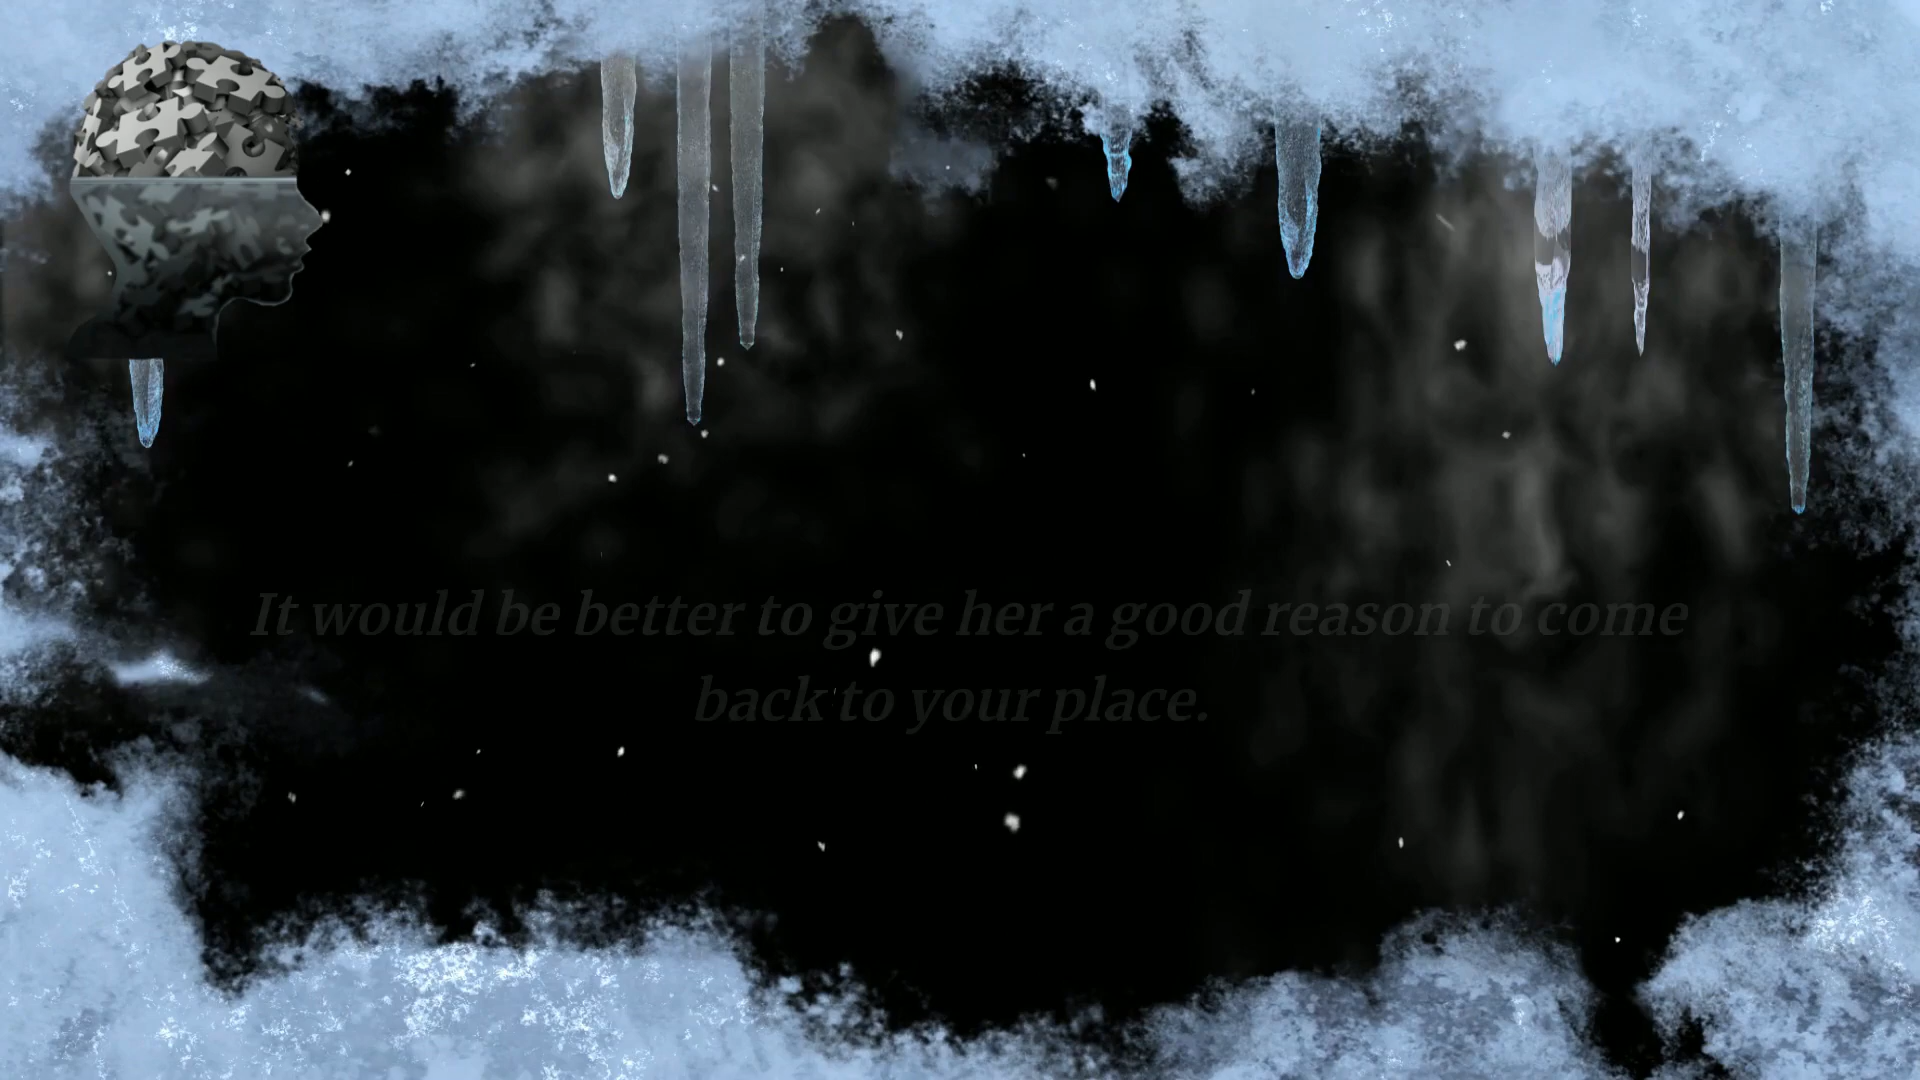 It would be better to give her a good reason to come
back to your place.